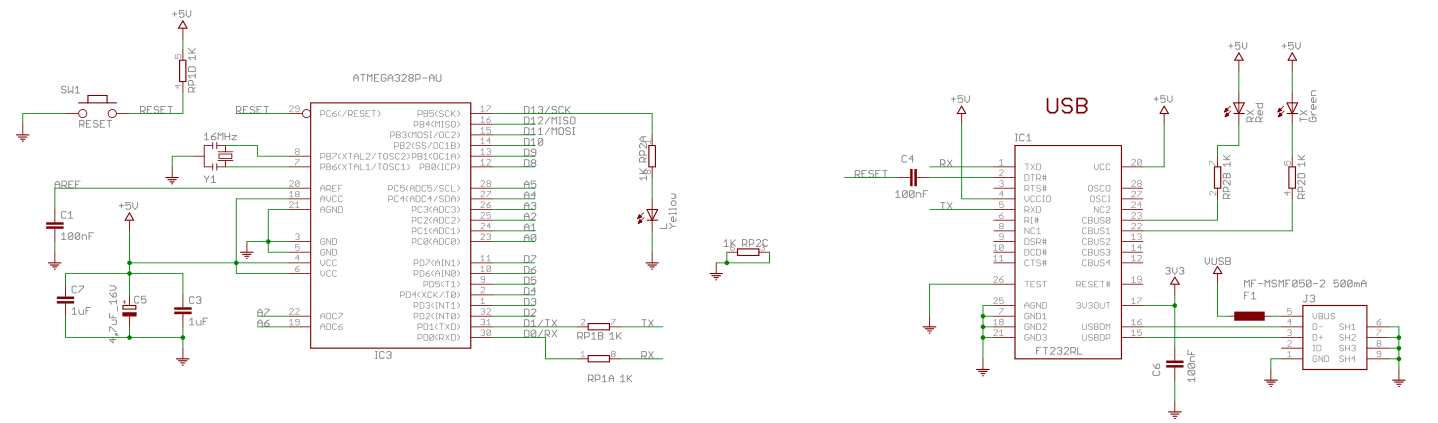 +5V
RP1D 1K
5
4
SW1
RESET
RESET
ATMEGA328P-AU
RESET
29
PC6(/RESET)
PB5(SCK)
17
D13/SCK
PB4(MISO)
16
D12/MISO
PB3(MOSI/OC2)
15
D11/MOSI
PB2(SS/OC1B)
14
D10
16MHz
Y1
8
PB7(XTAL2/TOSC2)
PB1(OC1A)
13
D9
7
PB6(XTAL1/TOSC1)
PB0(ICP)
12
D8
AREF
20
AREF
PC5(ADC5/SCL)
28
A5
18
AVCC
PC4(ADC4/SDA)
27
A4
21
AGND
PC3(ADC3)
26
A3
PC2(ADC2)
25
A2
PC1(ADC1)
24
A1
3
GND
PC0(ADC0)
23
A0
5
GND
4
VCC
PD7(AIN1)
11
D7
6
VCC
PD6(AIN0)
10
D6
PD5(T1)
9
D5
PD4(XCK/T0)
2
D4
PD3(INT1)
1
D3
A7
22
ADC7
PD2(INT0)
32
D2
A6
19
ADC6
PD1(TXD)
31
D1/TX
PD0(RXD)
30
D0/RX
IC3
C1
100nF
+5V
C7
1uF
C5
4,7uF-16V
C3
1uF
1K RP2A
8
L
Yellow
2
7
TX
RP1B 1K
1
8
RX
RP1A 1K
1K RP2C
USB
+5V
+5V
IC1
C4
100nF
RESET
RX
TX
1
TXD
VCC
20
2
DTR#
3
RTS#
OSCO
28
4
VCCIO
OSCI
27
5
RXD
NC2
24
6
RI#
CBUS0
23
8
NC1
CBUS1
22
9
DSR#
CBUS2
13
10
DCD#
CBUS3
14
11
CTS#
CBUS4
12
26
TEST
RESET#
19
25
AGND
3V3OUT
17
7
GND1
18
GND2
USBDM
16
21
GND3
USBDP
15
FT232RL
+5V
RX
Red
7
2
RP2B 1K
+5V
TX
Green
5
4
RP2D 1K
3V3
C6
100nF
VUSB
MF-MSMF050-2 500mA
F1
J3
5
VBUS
4
D-
SH1
6
3
D+
SH2
7
2
ID
SH3
8
1
GND
SH4
9